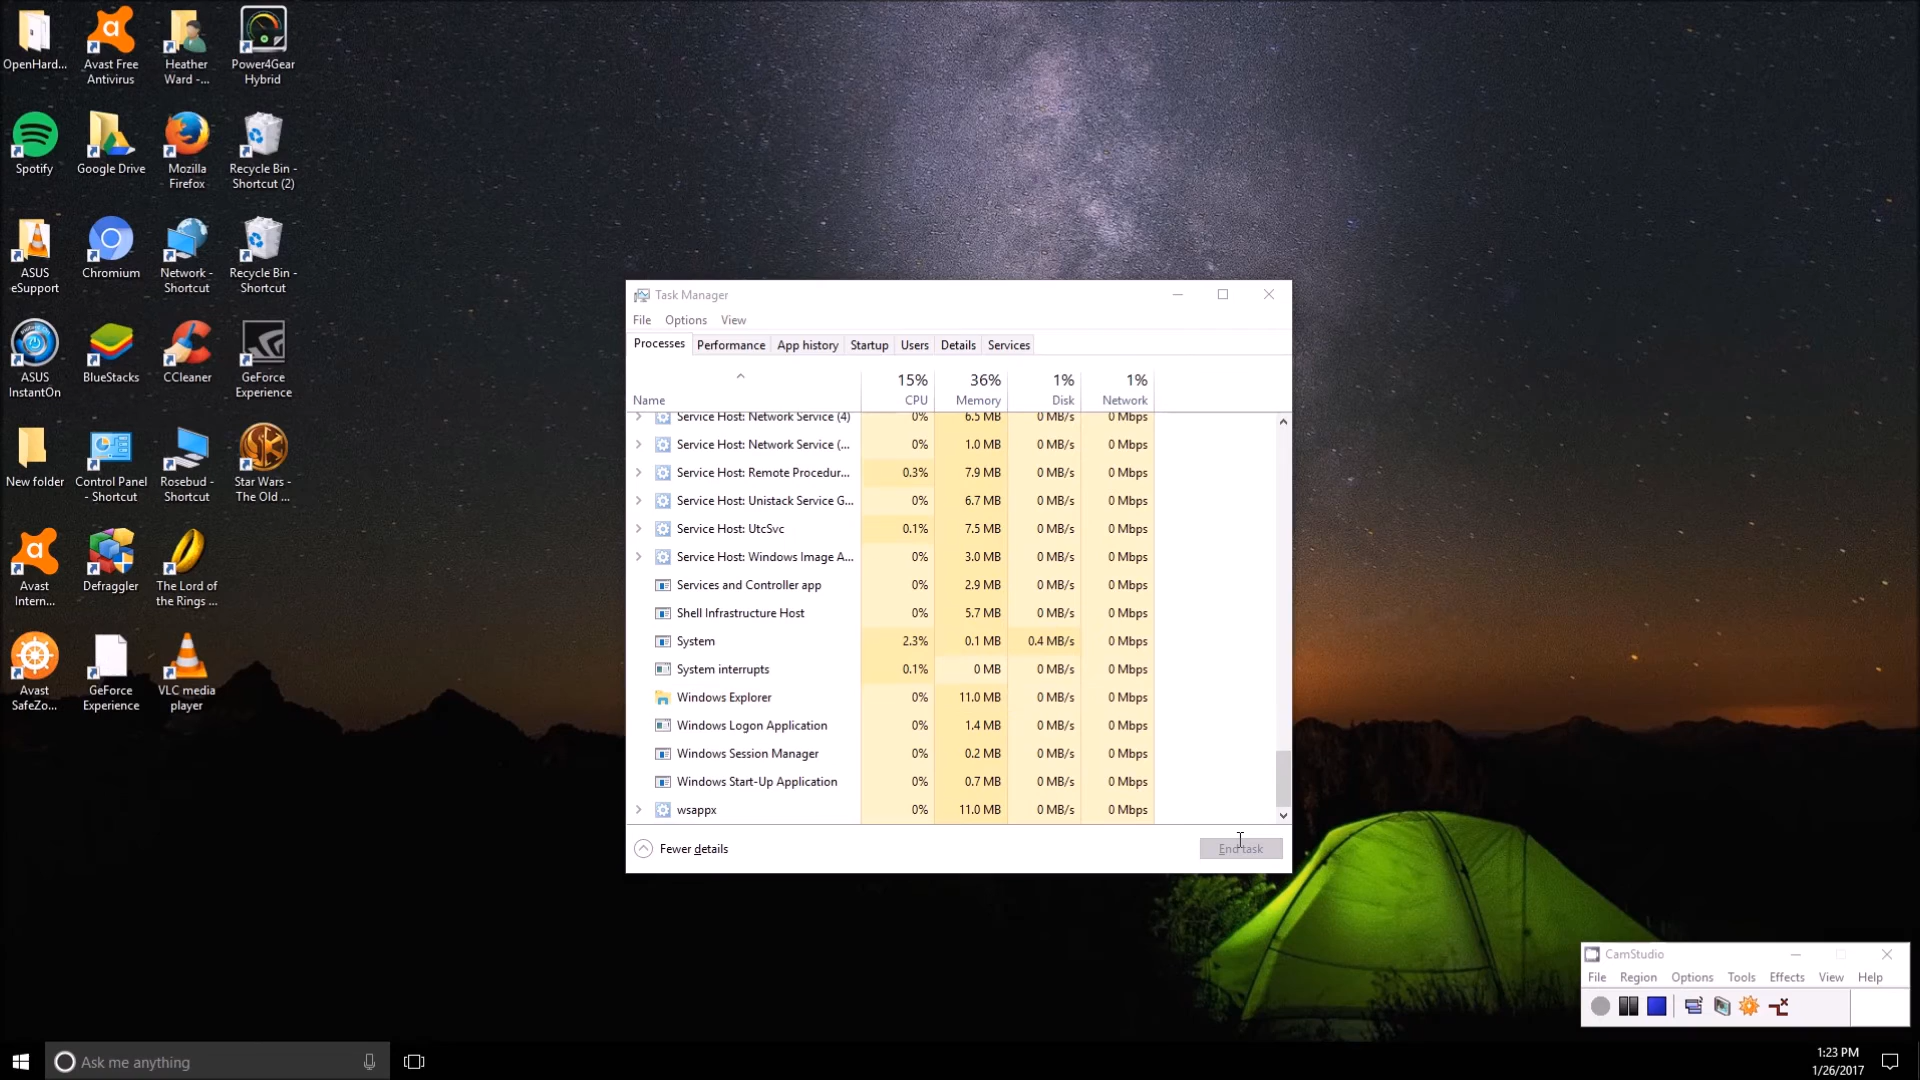 OpenHard...
Avast Free
Antivirus
Heather
Ward -...
Power4Gear
Hybrid
Spotify
Google Drive
Mozilla
Firefox
Recycle Bin -
Shortcut (2)
ASUS
eSupport
Chromium
Network -
Shortcut
Recycle Bin -
Shortcut
ASUS
InstantOn
BlueStacks
CCleaner
GeForce
Experience
New folder
Control Panel
- Shortcut
Rosebud -
Shortcut
Star Wars -
The Old ...
Avast
Intern...
Defraggler
The Lord of
the Rings ...
Avast
SafeZo...
GeForce
Experience
VLC media
player
Task Manager
File Options View
Processes Performance App history Startup Users Details Services
15% 36% 1% 1%
Name CPU Memory Disk Network
Service Host: Network Service (4) 0% 6.5 MB 0 MB/s 0 Mbps
Service Host: Network Service (... 0% 1.0 MB 0 MB/s 0 Mbps
Service Host: Remote Procedur... 0.3% 7.9 MB 0 MB/s 0 Mbps
Service Host: Unistack Service G... 0% 6.7 MB 0 MB/s 0 Mbps
Service Host: UtcSvc 0.1% 7.5 MB 0 MB/s 0 Mbps
Service Host: Windows Image A... 0% 3.0 MB 0 MB/s 0 Mbps
Services and Controller app 0% 2.9 MB 0 MB/s 0 Mbps
Shell Infrastructure Host 0% 5.7 MB 0 MB/s 0 Mbps
System 2.3% 0.1 MB 0.4 MB/s 0 Mbps
System interrupts 0.1% 0 MB 0 MB/s 0 Mbps
Windows Explorer 0% 11.0 MB 0 MB/s 0 Mbps
Windows Logon Application 0% 1.4 MB 0 MB/s 0 Mbps
Windows Session Manager 0% 0.2 MB 0 MB/s 0 Mbps
Windows Start-Up Application 0% 0.7 MB 0 MB/s 0 Mbps
wsappx 0% 11.0 MB 0 MB/s 0 Mbps
Fewer details End task
CamStudio
File Region Options Tools Effects View Help
Ask me anything
1:23 PM
1/26/2017